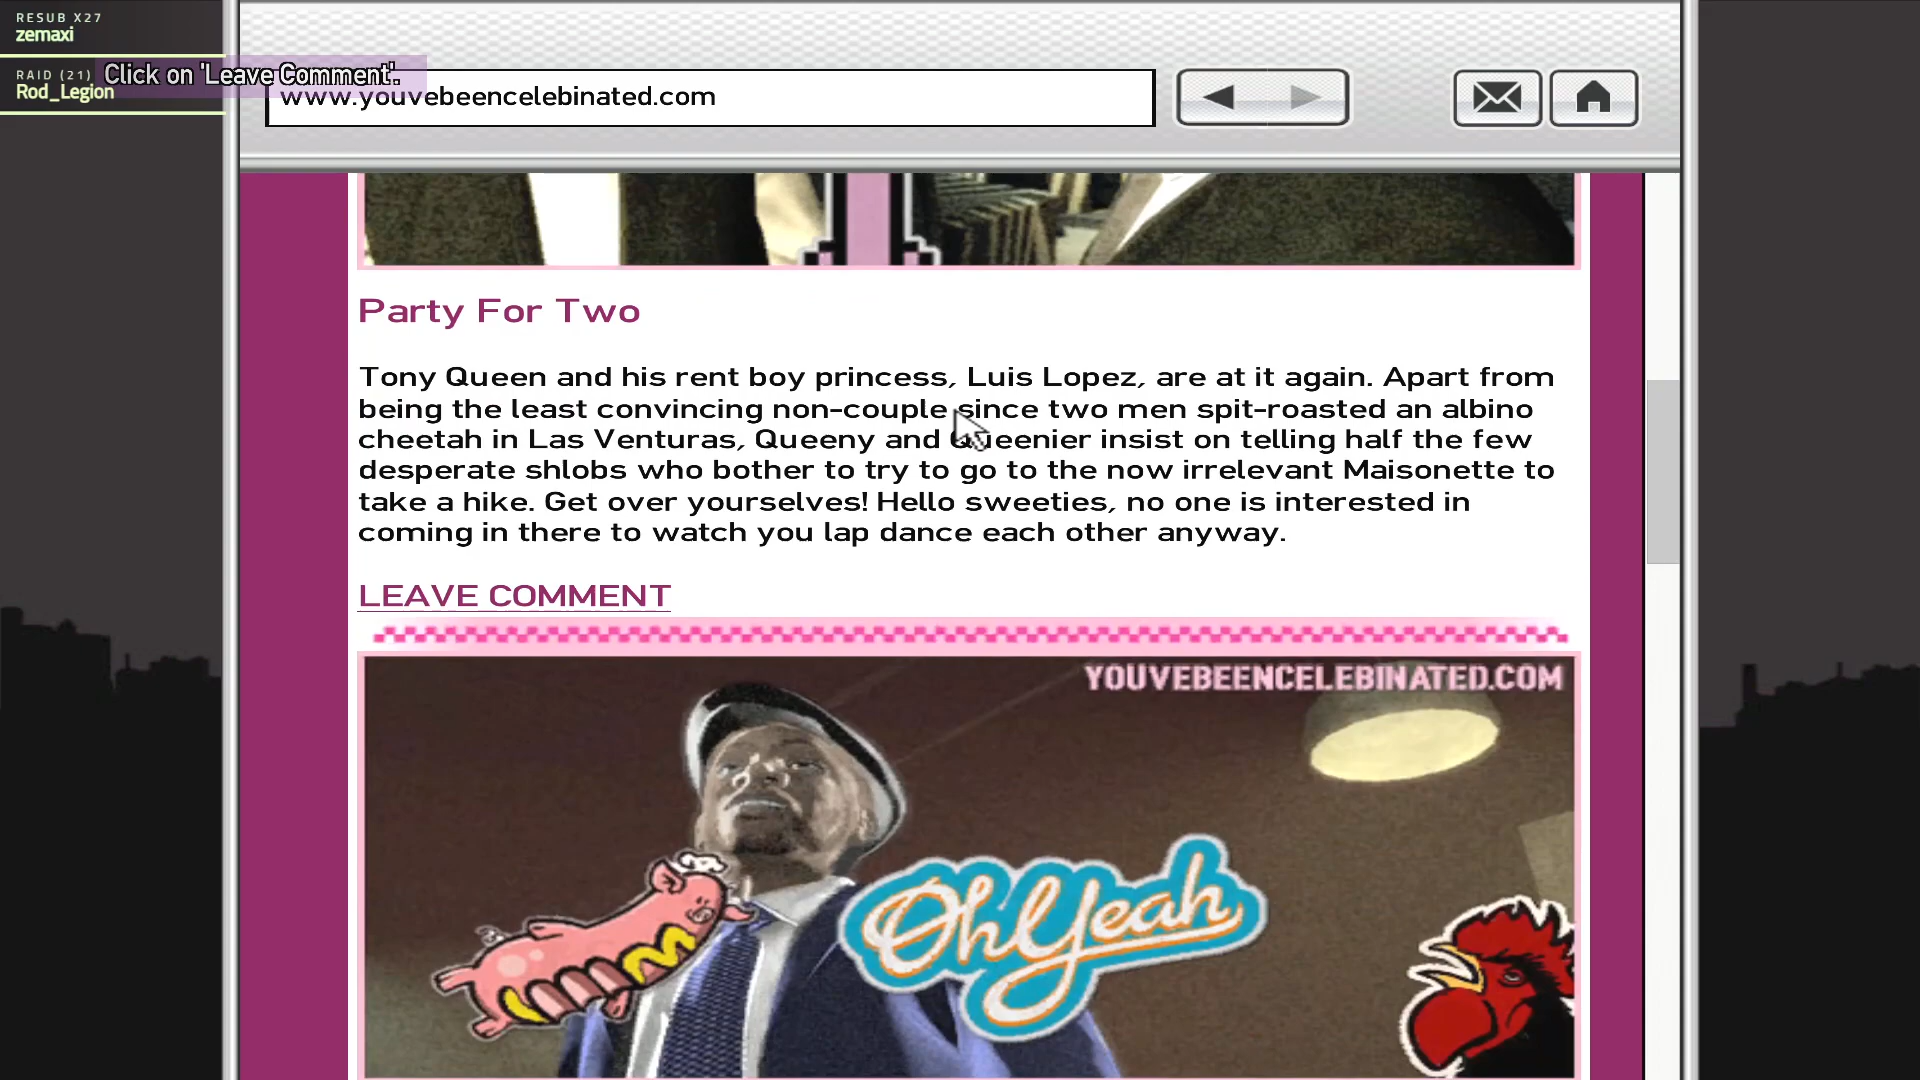 RESUB X27
zemaxi
RAID (21)
Rod_Legion
Click on 'Leave Comment'.
www.youvebeencelebinated.com
Party For Two
Tony Queen and his rent boy princess, Luis Lopez, are at it again. Apart from
being the least convincing non-couple since two men spit-roasted an albino
cheetah in Las Venturas, Queeny and Queenier insist on telling half the few
desperate shlobs who bother to try to go to the now irrelevant Maisonette to
take a hike. Get over yourselves! Hello sweeties, no one is interested in
coming in there to watch you lap dance each other anyway.
LEAVE COMMENT
YOUVEBEENCELEBINATED.COM
Oh Yeah